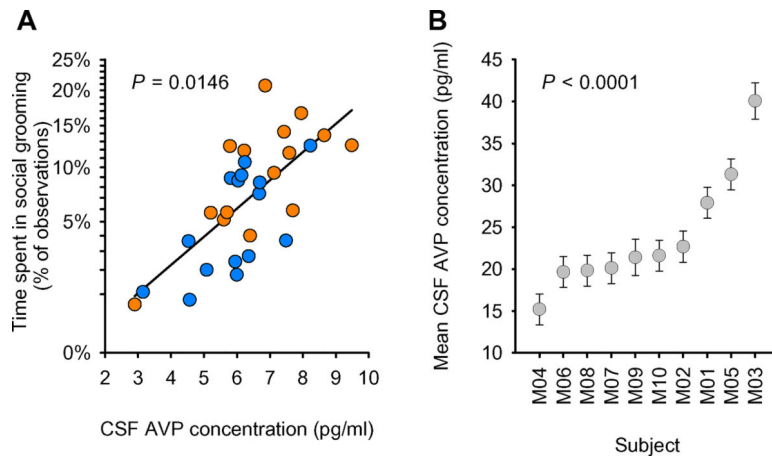 A
Time spent in social grooming
(% of observations)
25%
20%
15%
10%
5%
0%
P = 0.0146
2 3 4 5 6 7 8 9 10
CSF AVP concentration (pg/ml)
B
Mean CSF AVP concentration (pg/ml)
45
40
35
30
25
20
15
10
P < 0.0001
M04 M06 M08 M07 M09 M10 M02 M01 M05 M03
Subject